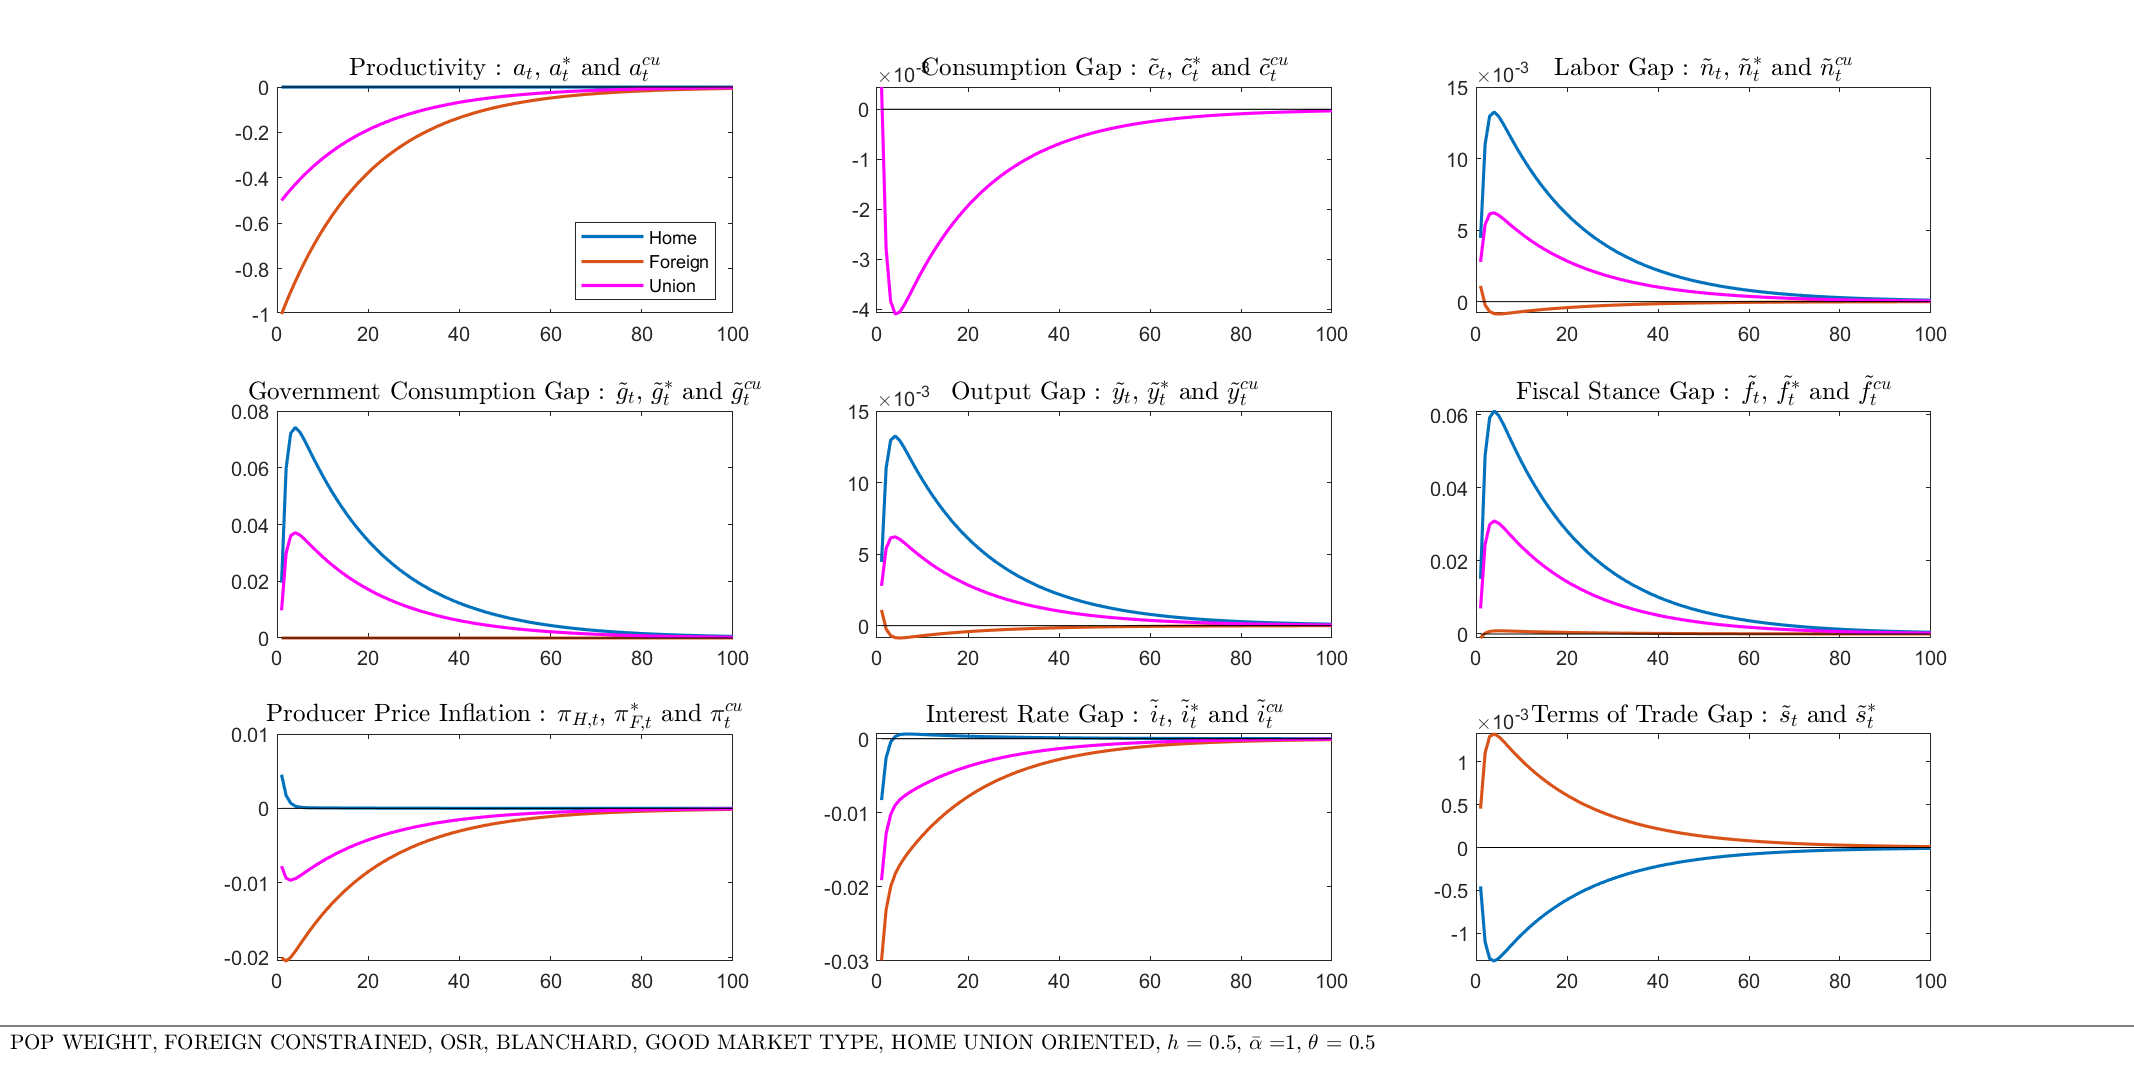 Productivity : a_t, a_t^* and a_t^{cu}
0
-0.2
-0.4
-0.6
-0.8
-1
0 20 40 60 80 100
Home
Foreign
Union
×10^{-3}
Consumption Gap : c̃_t, c̃_t^* and c̃_t^{cu}
0
-1
-2
-3
-4
0 20 40 60 80 100
×10^{-3}
Labor Gap : ñ_t, ñ_t^* and ñ_t^{cu}
15
10
5
0
0 20 40 60 80 100
Government Consumption Gap : g̃_t, g̃_t^* and g̃_t^{cu}
0.08
0.06
0.04
0.02
0
0 20 40 60 80 100
×10^{-3}
Output Gap : ỹ_t, ỹ_t^* and ỹ_t^{cu}
15
10
5
0
0 20 40 60 80 100
Fiscal Stance Gap : f̃_t, f̃_t^* and f̃_t^{cu}
0.06
0.04
0.02
0
0 20 40 60 80 100
Producer Price Inflation : π_{H,t}, π_{F,t}^* and π_t^{cu}
0.01
0
-0.01
-0.02
0 20 40 60 80 100
Interest Rate Gap : ĩ_t, ĩ_t^* and ĩ_t^{cu}
0
-0.01
-0.02
-0.03
0 20 40 60 80 100
×10^{-3}
Terms of Trade Gap : s̃_t and s̃_t^*
1
0.5
0
-0.5
-1
0 20 40 60 80 100
POP WEIGHT, FOREIGN CONSTRAINED, OSR, BLANCHARD, GOOD MARKET TYPE, HOME UNION ORIENTED, h = 0.5, ᾱ =1, θ = 0.5